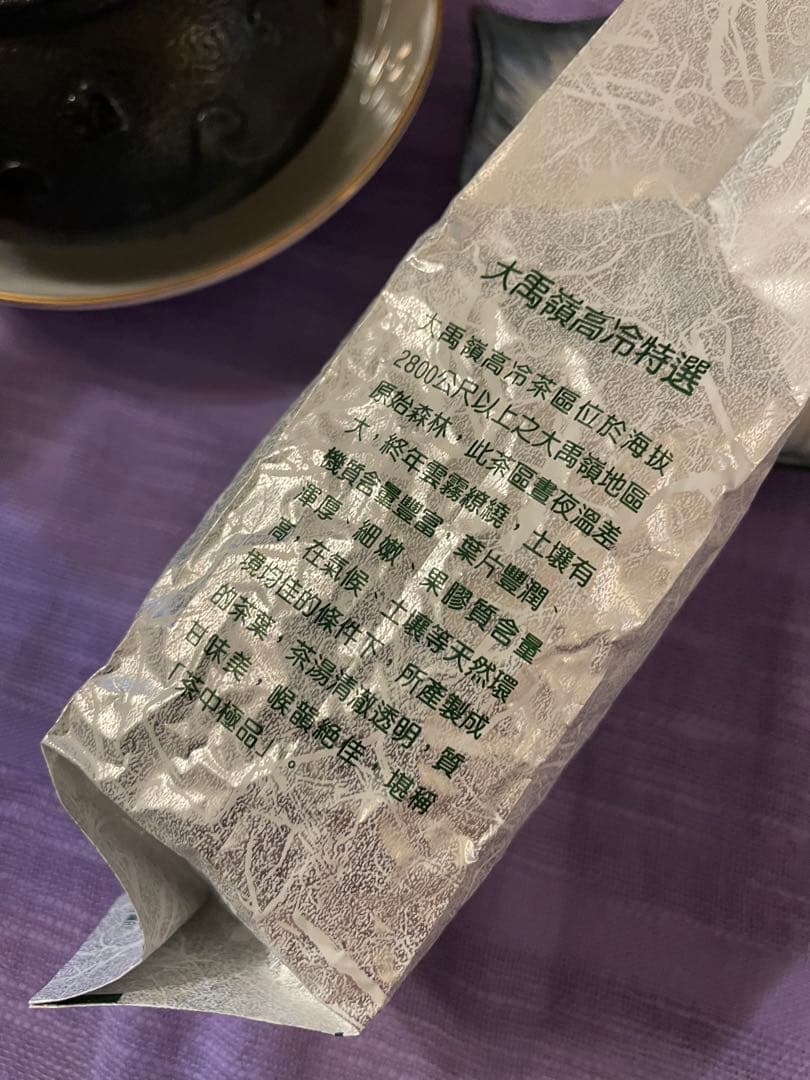 大禹嶺高冷特選
大禹嶺高冷茶區位於海拔
2800公尺以上之大禹嶺地區
原始森林，此茶區晝夜溫差
大，終年雲霧繚繞，土壤有
機質含量豐富，葉片豐潤、
渾厚、細嫩、果膠質含量
高，在氣候、土壤等天然環
境均佳的條件下，所產製成
的茶葉，茶湯清澈透明，質
甘味美，喉韻絕佳，堪稱
「茶中極品」。